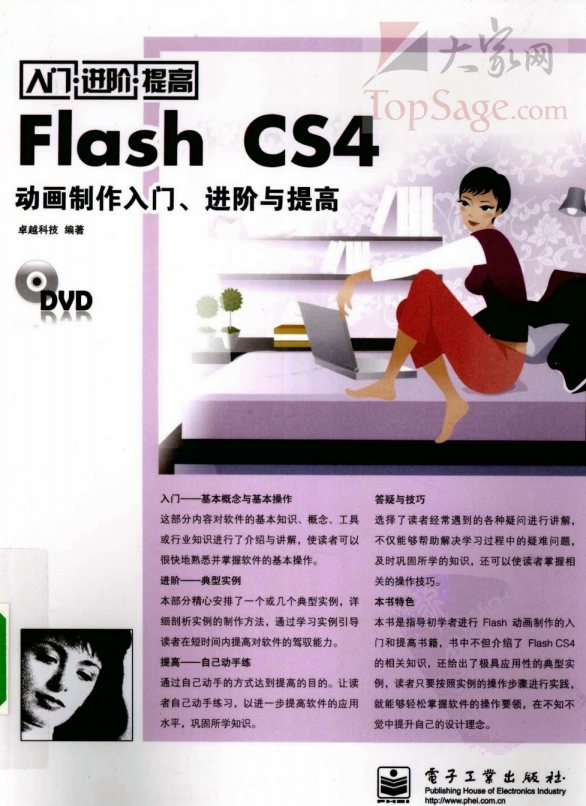 大家网
TopSage.com
入门·进阶·提高
Flash CS4
动画制作入门、进阶与提高
卓越科技 编著
DVD
入门——基本概念与基本操作
这部分内容对软件的基本知识、概念、工具
或行业知识进行了介绍与讲解，使读者可以
很快地熟悉并掌握软件的基本操作。
进阶——典型实例
本部分精心安排了一个或几个典型实例，详
细剖析实例的制作方法，通过学习实例引导
读者在短时间内提高对软件的驾驭能力。
提高——自己动手练
通过自己动手的方式达到提高的目的。让读
者自己动手练习，以进一步提高软件的应用
水平，巩固所学知识。
答疑与技巧
选择了读者经常遇到的各种疑问进行讲解，
不仅能够帮助解决学习过程中的疑难问题，
及时巩固所学的知识，还可以使读者掌握相
关的操作技巧。
本书特色
本书是指导初学者进行 Flash 动画制作的入
门和提高书籍，书中不但介绍了 Flash CS4
的相关知识，还给出了极具应用性的典型实
例，读者只要按照实例的操作步骤进行实践，
就能够轻松掌握软件的操作要领，在不知不
觉中提升自己的设计理念。
PHEI
電子工業出版社·
Publishing House of Electronics Industry
http://www.phei.com.cn